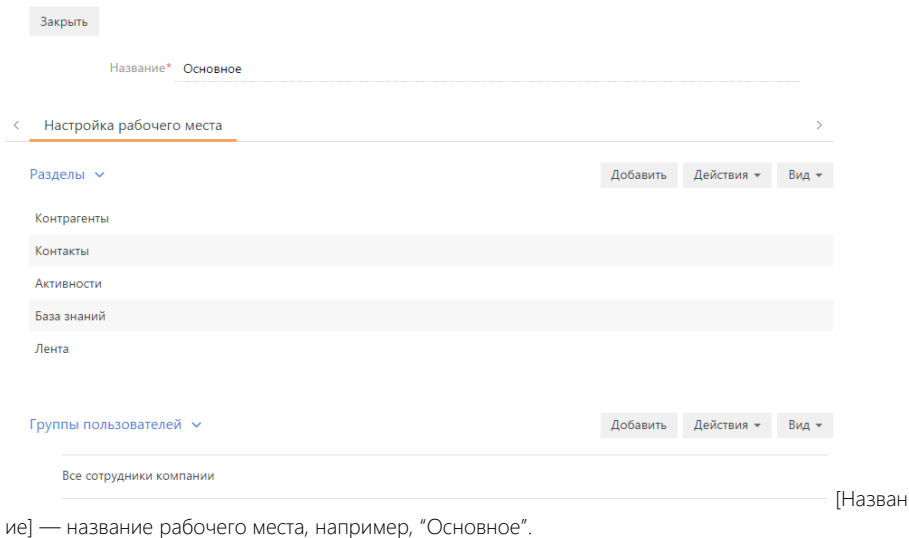 Закрыть
Название* Основное
Настройка рабочего места
Разделы Добавить Действия Вид
Контрагенты
Контакты
Активности
База знаний
Лента
Группы пользователей Добавить Действия Вид
Все сотрудники компании
[Назван
ие] — название рабочего места, например, “Основное”.